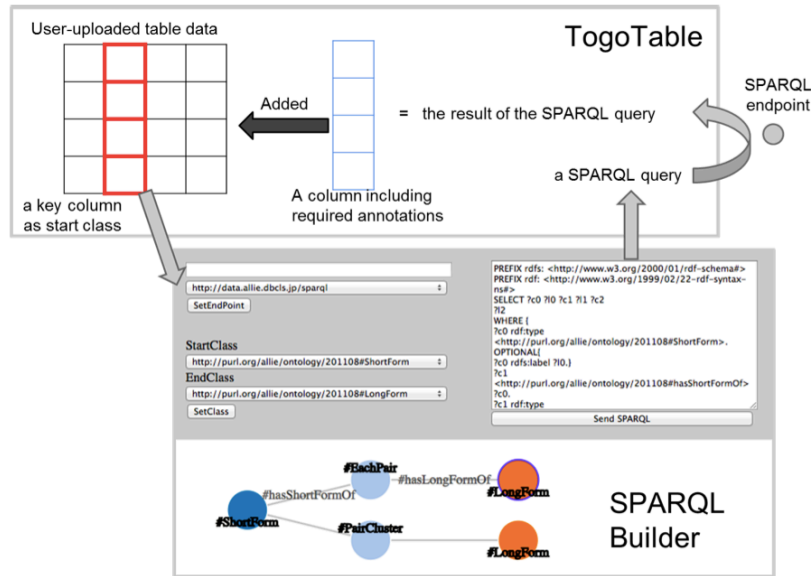 User-uploaded table data
TogoTable
SPARQL
endpoint
Added
= the result of the SPARQL query
a SPARQL query
a key column
as start class
A column including
required annotations
http://data.allie.dbcls.jp/sparql
SetEndPoint
StartClass
http://purl.org/allie/ontology/201108#ShortForm
EndClass
http://purl.org/allie/ontology/201108#LongForm
SetClass
PREFIX rdfs: <http://www.w3.org/2000/01/rdf-schema#>
PREFIX rdf: <http://www.w3.org/1999/02/22-rdf-syntax-
ns#>
SELECT ?c0 ?l0 ?c1 ?l1 ?c2
?l2
WHERE {
?c0 rdf:type
<http://purl.org/allie/ontology/201108#ShortForm>.
OPTIONAL{
?c0 rdfs:label ?l0.}
?c1
<http://purl.org/allie/ontology/201108#hasShortFormOf>
?c0.
?c1 rdf:type
Send SPARQL
#EachPair
#hasLongFormOf
#LongForm
#hasShortFormOf
#ShortForm
#PairCluster
#LongForm
SPARQL
Builder